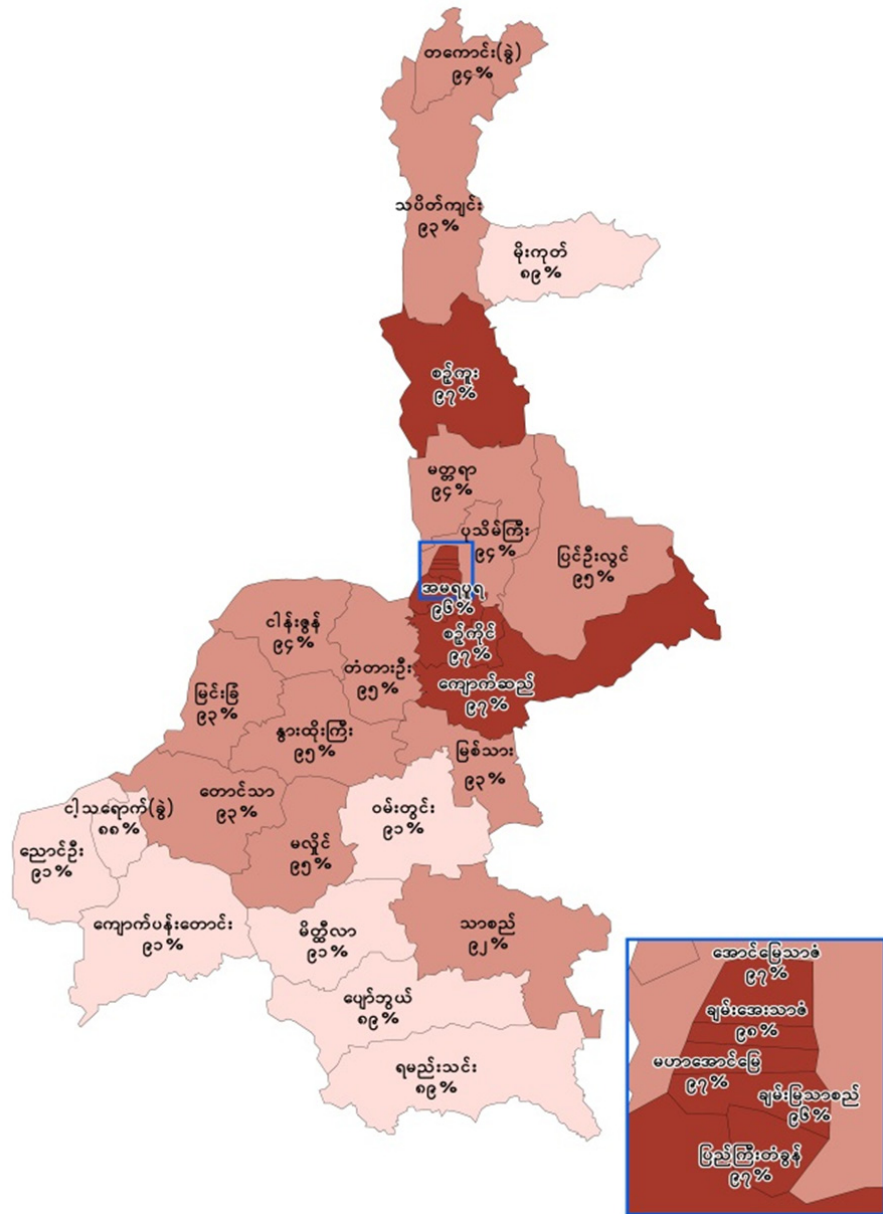 တကောင်း(ခွဲ)
၉၄%
သပိတ်ကျင်း
၉၃%
မိုးကုတ်
၈၉%
စဉ့်ကူး
၉၇%
မတ္တရာ
၉၄%
ပုသိမ်ကြီး
၉၄%
ပြင်ဦးလွင်
၉၅%
အမရပူရ
၉၆%
စဉ့်ကိုင်
၉၇%
ကျောက်ဆည်
၉၇%
ငါန်းဇွန်
၉၄%
တံတားဦး
၉၅%
မြင်းခြံ
၉၃%
နွားထိုးကြီး
၉၅%
မြစ်သား
၉၃%
တောင်သာ
၉၃%
ငါ့သရောက်(ခွဲ)
၈၈%
ညောင်ဦး
၉၁%
ဝမ်းတွင်း
၉၁%
မလှိုင်
၉၅%
ကျောက်ပန်းတောင်း
၉၁%
မိတ္ထီလာ
၉၁%
သာစည်
၉၂%
ပျော်ဘွယ်
၈၉%
ရမည်းသင်း
၈၉%
အောင်မြေသာဇံ
၉၇%
ချမ်းအေးသာဇံ
၉၈%
မဟာအောင်မြေ
၉၇%
ချမ်းမြသာစည်
၉၆%
ပြည်ကြီးတံခွန်
၉၇%